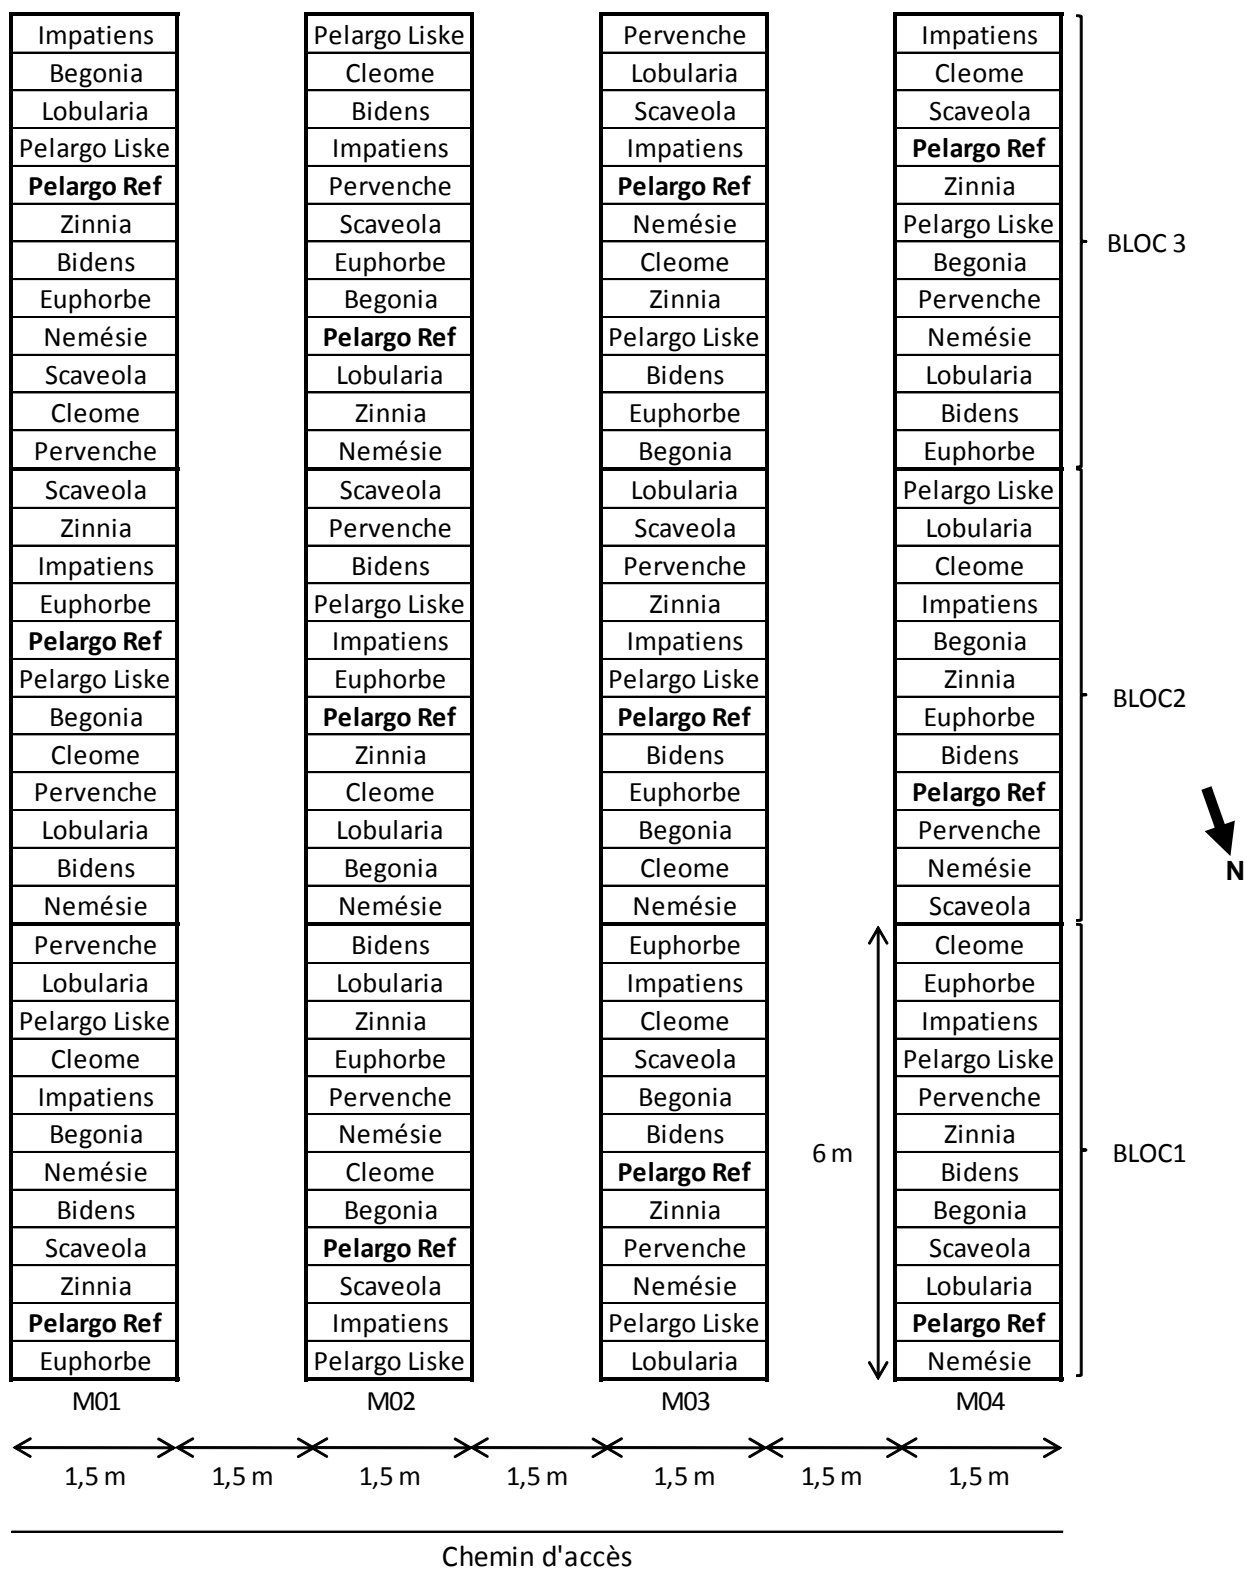 Impatiens Pelargo Liske Pervenche Impatiens
Begonia Cleome Lobularia Cleome
Lobularia Bidens Scaveola Scaveola
Pelargo Liske Impatiens Impatiens Pelargo Ref
Pelargo Ref Pervenche Pelargo Ref Zinnia
Zinnia Scaveola Nemésie Pelargo Liske
BLOC 3
Bidens Euphorbe Cleome Begonia
Euphorbe Begonia Zinnia Pervenche
Nemésie Pelargo Ref Pelargo Liske Nemésie
Scaveola Lobularia Bidens Lobularia
Cleome Zinnia Euphorbe Bidens
Pervenche Nemésie Begonia Euphorbe
Scaveola Scaveola Lobularia Pelargo Liske
Zinnia Pervenche Scaveola Lobularia
Impatiens Bidens Pervenche Cleome
Euphorbe Pelargo Liske Zinnia Impatiens
Pelargo Ref Impatiens Impatiens Begonia
Pelargo Liske Euphorbe Pelargo Liske Zinnia
BLOC2
Begonia Pelargo Ref Pelargo Ref Euphorbe
Cleome Zinnia Bidens Bidens
Pervenche Cleome Euphorbe Pelargo Ref
Lobularia Lobularia Begonia Pervenche
Bidens Begonia Cleome Nemésie
N
Nemésie Nemésie Nemésie Scaveola
Pervenche Bidens Euphorbe Cleome
Lobularia Lobularia Impatiens Euphorbe
Pelargo Liske Zinnia Cleome Impatiens
Cleome Euphorbe Scaveola Pelargo Liske
Impatiens Pervenche Begonia Pervenche
Begonia Nemésie Bidens Zinnia
6 m
BLOC1
Nemésie Cleome Pelargo Ref Bidens
Bidens Begonia Zinnia Begonia
Scaveola Pelargo Ref Pervenche Scaveola
Zinnia Scaveola Nemésie Lobularia
Pelargo Ref Impatiens Pelargo Liske Pelargo Ref
Euphorbe Pelargo Liske Lobularia Nemésie
M01 M02 M03 M04
1,5 m 1,5 m 1,5 m 1,5 m 1,5 m 1,5 m 1,5 m
Chemin d'accès